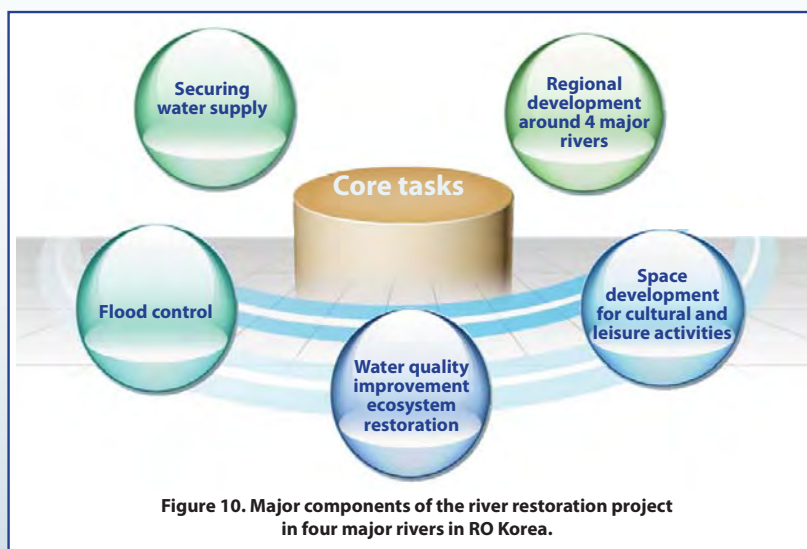 Securing
water supply
Regional
development
around 4 major
rivers
Core tasks
Flood control
Space
development
for cultural and
leisure activities
Water quality
improvement
ecosystem
restoration
Figure 10. Major components of the river restoration project
in four major rivers in RO Korea.